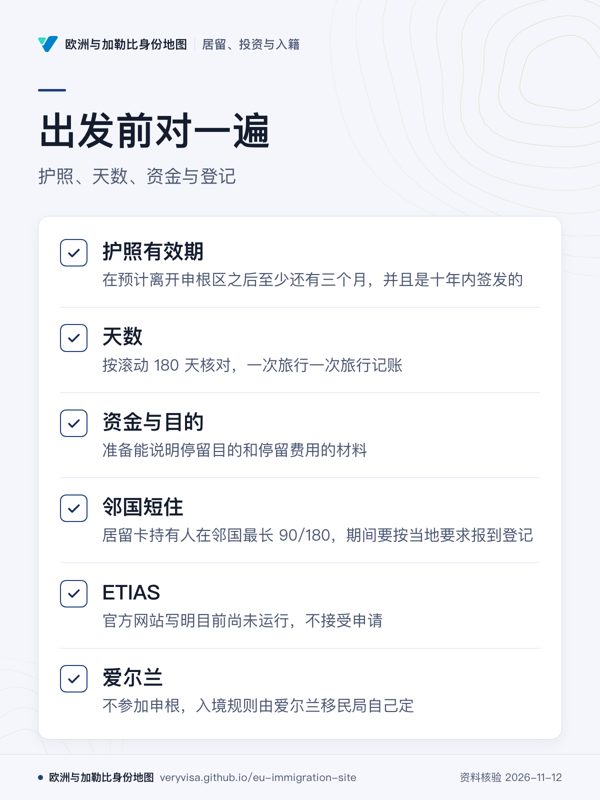 欧洲与加勒比身份地图 居留、投资与入籍
出发前对一遍
护照、天数、资金与登记
护照有效期
在预计离开申根区之后至少还有三个月，并且是十年内签发的
天数
按滚动 180 天核对，一次旅行一次旅行记账
资金与目的
准备能说明停留目的和停留费用的材料
邻国短住
居留卡持有人在邻国最长 90/180，期间要按当地要求报到登记
ETIAS
官方网站写明目前尚未运行，不接受申请
爱尔兰
不参加申根，入境规则由爱尔兰移民局自己定
欧洲与加勒比身份地图 veryvisa.github.io/eu-immigration-site 资料核验 2026-11-12